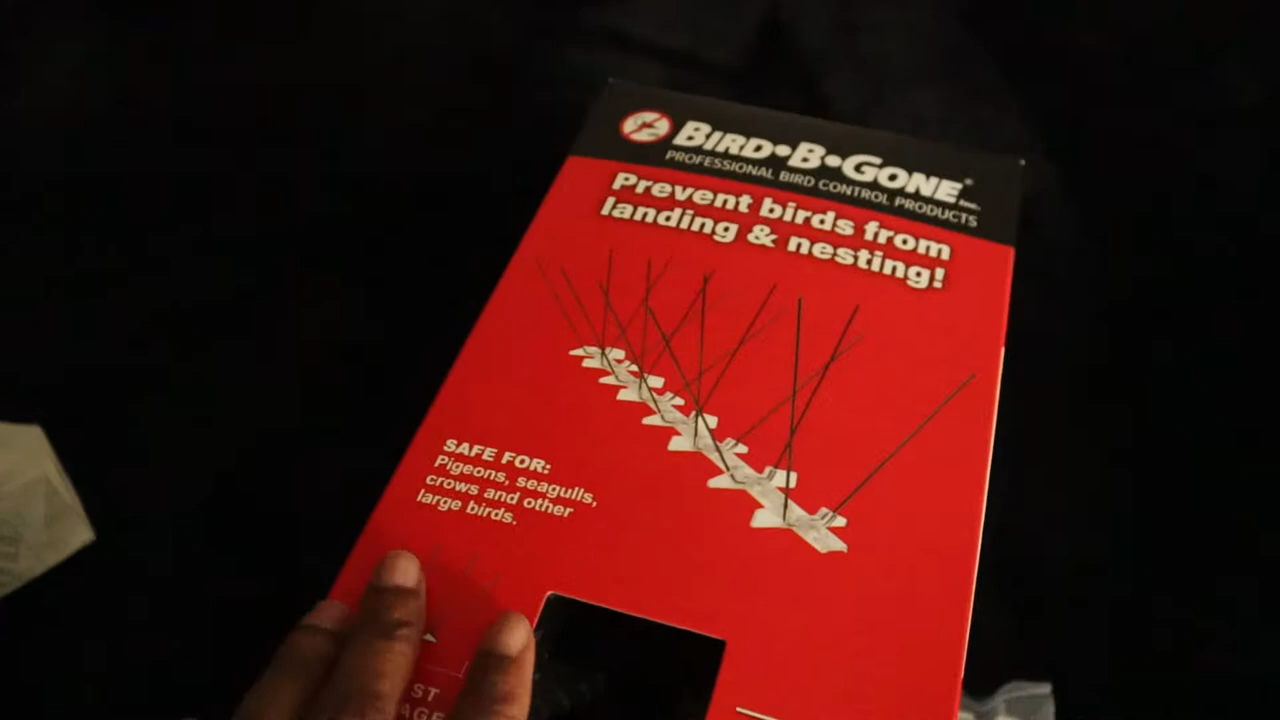 BIRD•B•GONE® Inc.
PROFESSIONAL BIRD CONTROL PRODUCTS
Prevent birds from
landing & nesting!
SAFE FOR:
Pigeons, seagulls,
crows and other
large birds.